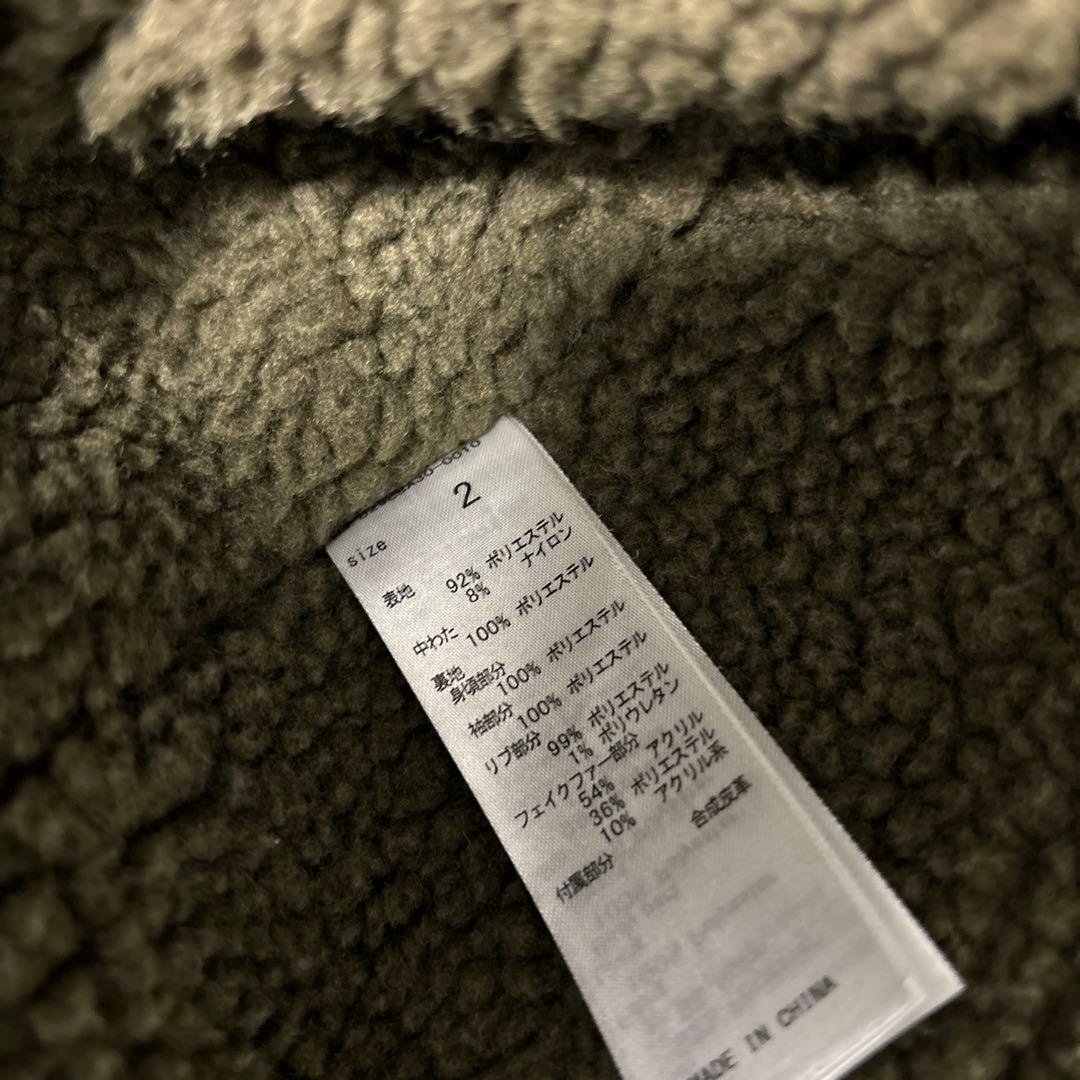 size 2
表地 92% ポリエステル
8% ナイロン
中わた 100% ポリエステル
裏地
身頃部分 100% ポリエステル
袖部分 100% ポリエステル
リブ部分 99% ポリエステル
1% ポリウレタン
フェイクファー部分
54% アクリル
36% ポリエステル
10% アクリル系
付属部分 合成皮革
MADE IN CHINA